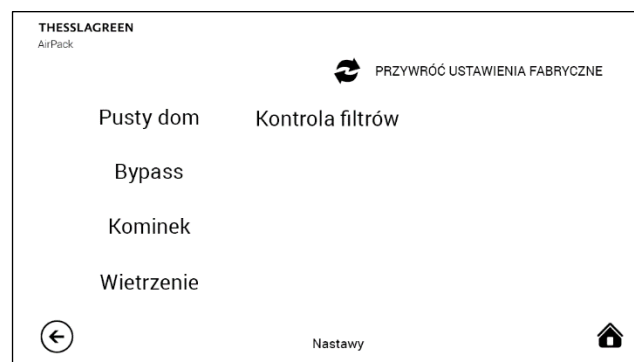 THESSLAGREEN
AirPack
PRZYWRÓĆ USTAWIENIA FABRYCZNE
Pusty dom
Kontrola filtrów
Bypass
Kominek
Wietrzenie
Nastawy